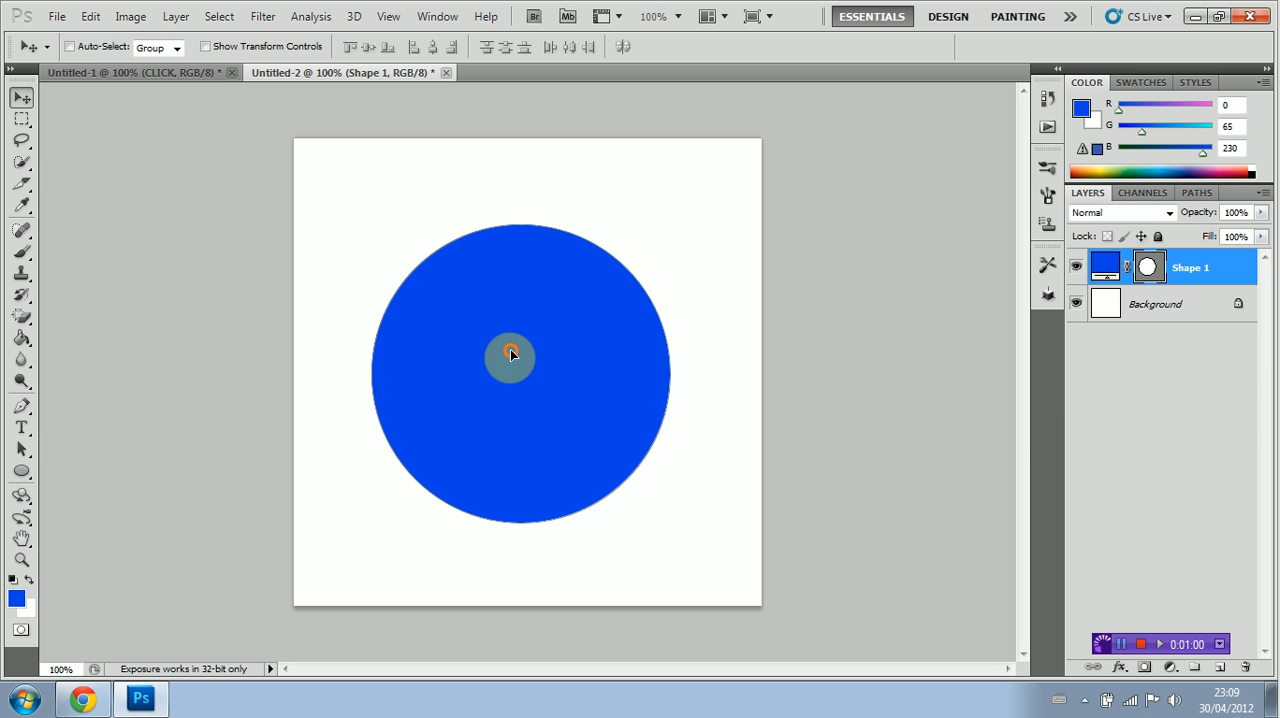 Ps File Edit Image Layer Select Filter Analysis 3D View Window Help Br Mb 100% ESSENTIALS DESIGN PAINTING CS Live
Auto-Select: Group Show Transform Controls
Untitled-1 @ 100% (CLICK, RGB/8) * Untitled-2 @ 100% (Shape 1, RGB/8) *
COLOR SWATCHES STYLES
R 0
G 65
B 230
LAYERS CHANNELS PATHS
Normal Opacity: 100%
Lock: Fill: 100%
Shape 1
Background
T
0:01:00
100% Exposure works in 32-bit only
fx
Ps
23:09
30/04/2012